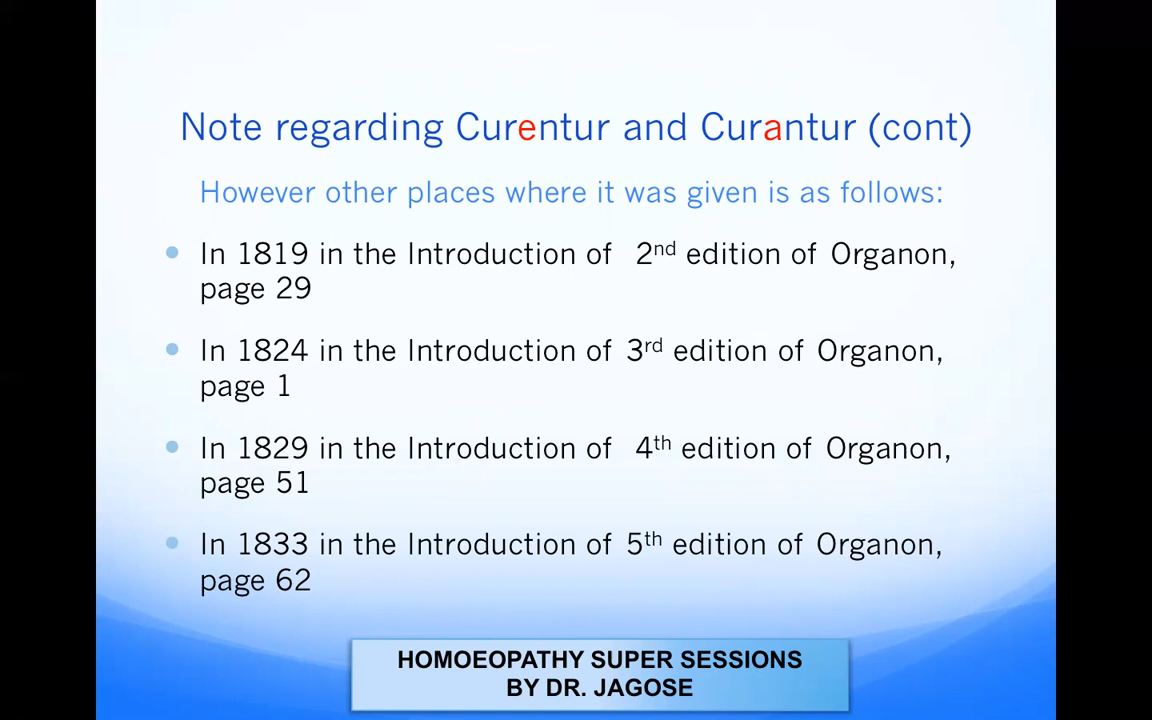 Note regarding Curentur and Curantur (cont)
However other places where it was given is as follows:
• In 1819 in the Introduction of 2nd edition of Organon,
page 29
• In 1824 in the Introduction of 3rd edition of Organon,
page 1
• In 1829 in the Introduction of 4th edition of Organon,
page 51
• In 1833 in the Introduction of 5th edition of Organon,
page 62
HOMOEOPATHY SUPER SESSIONS
BY DR. JAGOSE